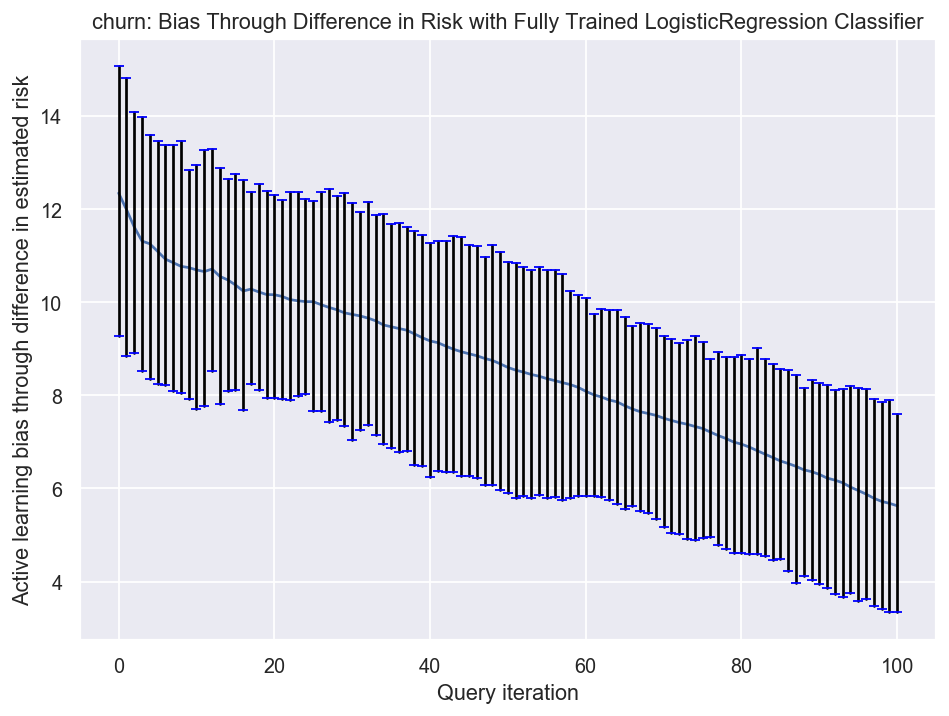 churn: Bias Through Difference in Risk with Fully Trained LogisticRegression Classifier
Active learning bias through difference in estimated risk
14
12
10
8
6
4
0 20 40 60 80 100
Query iteration